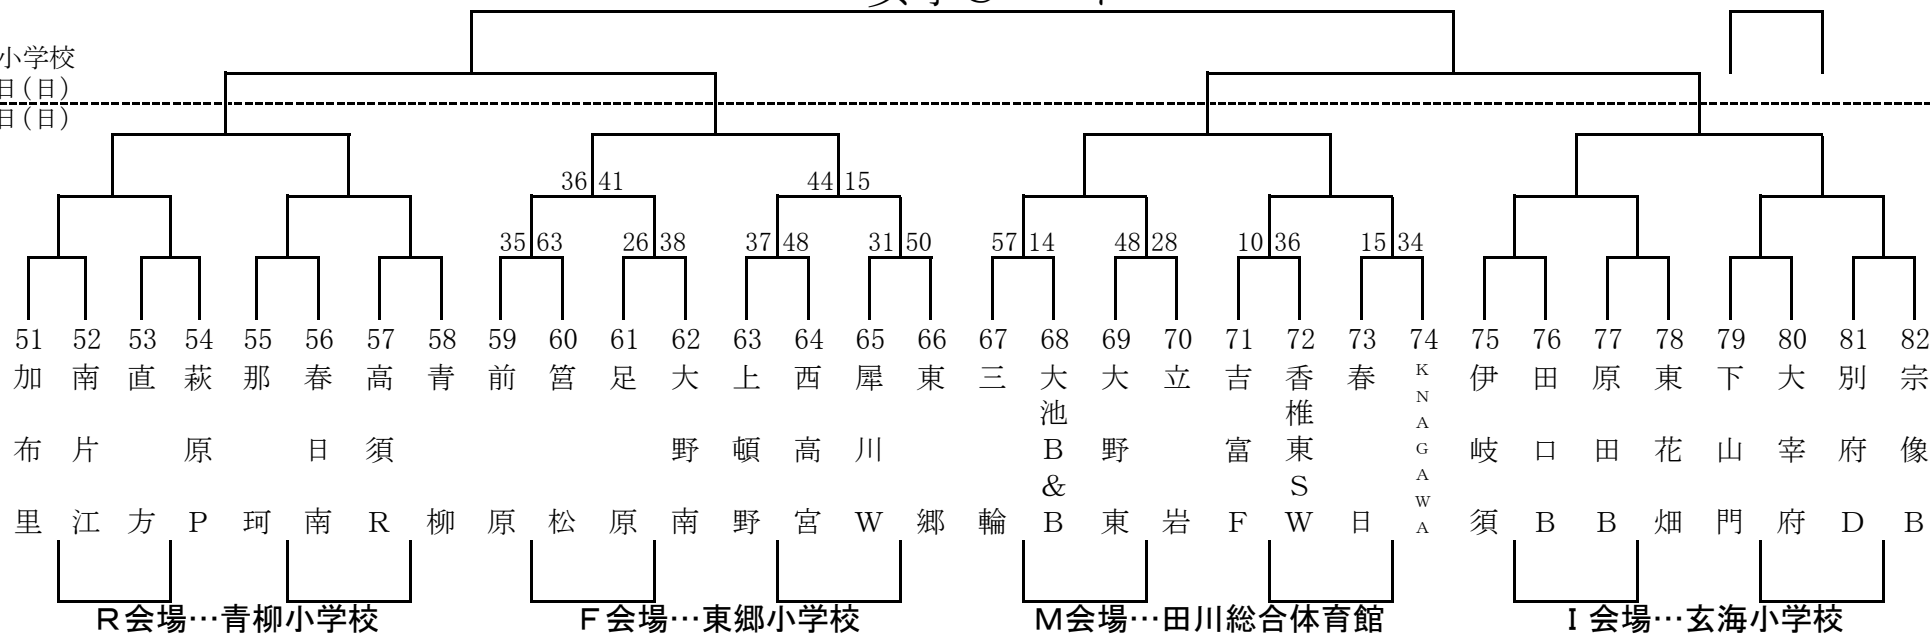 小学校
日(日)
日(日)
36 41 44 15
35 63 26 38 37 48 31 50 57 14 48 28 10 36 15 34
51 52 53 54 55 56 57 58 59 60 61 62 63 64 65 66 67 68 69 70 71 72 73 74 75 76 77 78 79 80 81 82
加布里
南片江
直方
萩原P
那珂
春日南
高須R
青柳
前原
筥松
足原
大野南
上頓野
西高宮
犀川W
東郷
三輪
大池B&B
大野東
立岩
吉富F
香椎東SW
春日
KNAGAWA
伊岐須
田口B
原田B
東花畑
下山門
大宰府
別府D
宗像B
R会場…青柳小学校 F会場…東郷小学校 M会場…田川総合体育館 I会場…玄海小学校